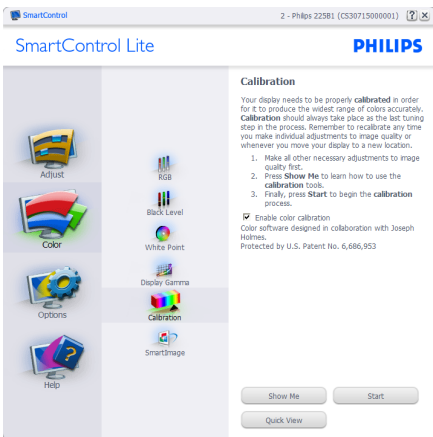 SmartControl
2 - Philips 225B1 (CS30715000001)
? ×
SmartControl Lite
PHILIPS
Adjust
Color
Options
Help
RGB
Black Level
White Point
Display Gamma
Calibration
SmartImage
Calibration
Your display needs to be properly calibrated in order
for it to produce the widest range of colors accurately.
Calibration should always take place as the last tuning
step in the process. Remember to recalibrate any time
you make individual adjustments to image quality or
whenever you move your display to a new location.
1. Make all other necessary adjustments to image
quality first.
2. Press Show Me to learn how to use the
calibration tools.
3. Finally, press Start to begin the calibration
process.
Enable color calibration
Color software designed in collaboration with Joseph
Holmes.
Protected by U.S. Patent No. 6,686,953
Show Me
Start
Quick View